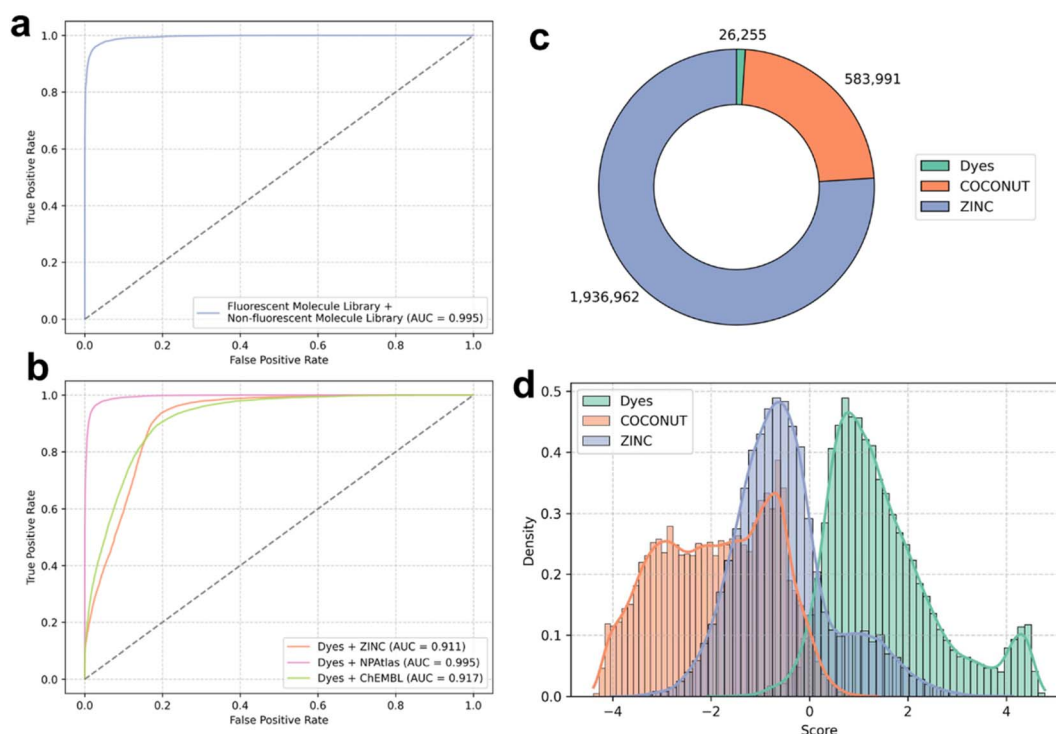 a
1.0
0.8
0.6
0.4
0.2
0.0
True Positive Rate
0.0 0.2 0.4 0.6 0.8 1.0
False Positive Rate
Fluorescent Molecule Library +
Non-fluorescent Molecule Library (AUC = 0.995)
b
1.0
0.8
0.6
0.4
0.2
0.0
True Positive Rate
0.0 0.2 0.4 0.6 0.8 1.0
False Positive Rate
Dyes + ZINC (AUC = 0.911)
Dyes + NPAtlas (AUC = 0.995)
Dyes + ChEMBL (AUC = 0.917)
c
26,255
583,991
1,936,962
Dyes
COCONUT
ZINC
d
0.5
0.4
0.3
0.2
0.1
0.0
Density
Dyes
COCONUT
ZINC
−4 −2 0 2 4
Score